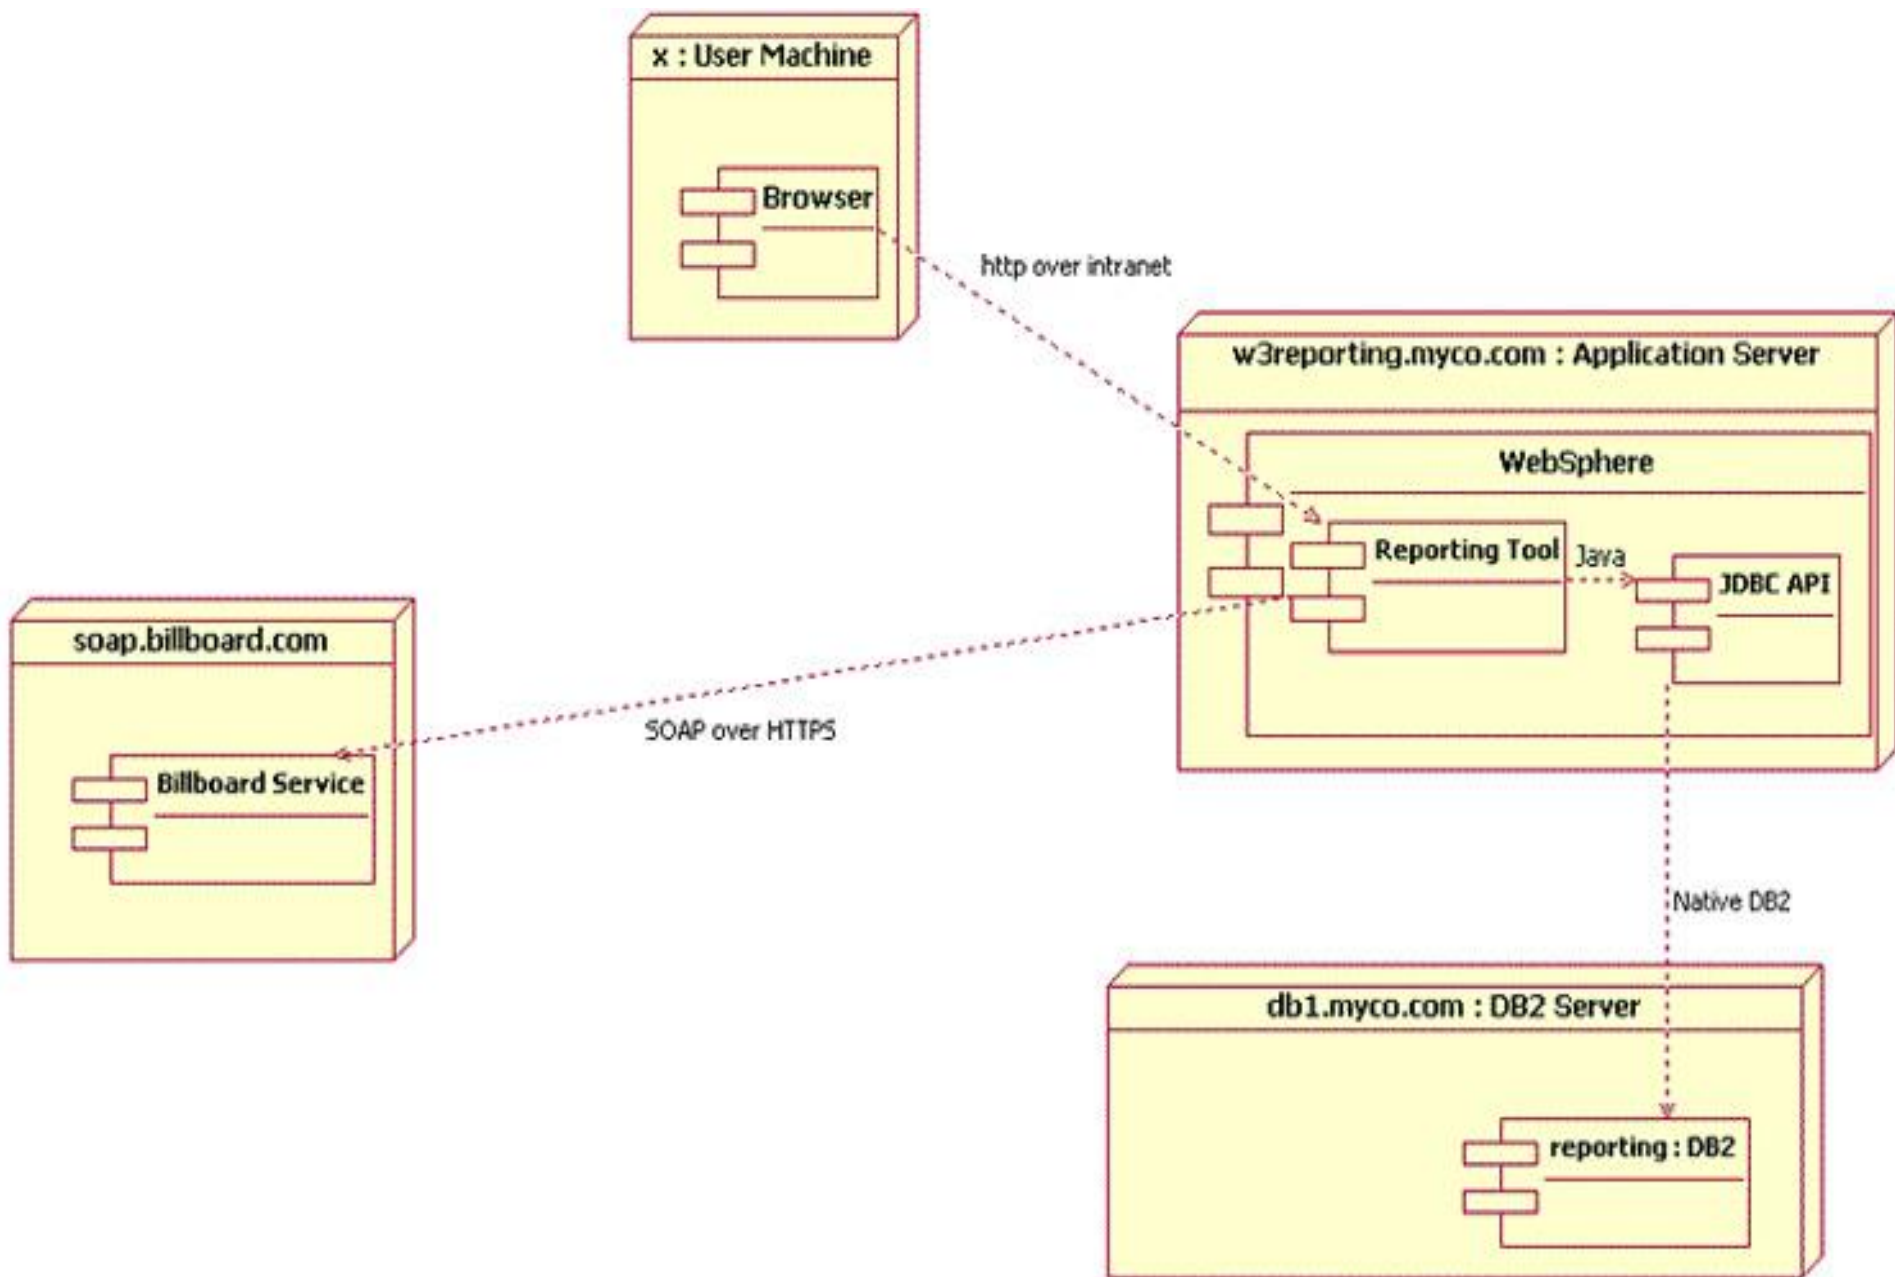 x : User Machine
Browser
http over intranet
w3reporting.myco.com : Application Server
WebSphere
Reporting Tool
Java
JDBC API
soap.billboard.com
SOAP over HTTPS
Billboard Service
Native DB2
db1.myco.com : DB2 Server
reporting : DB2